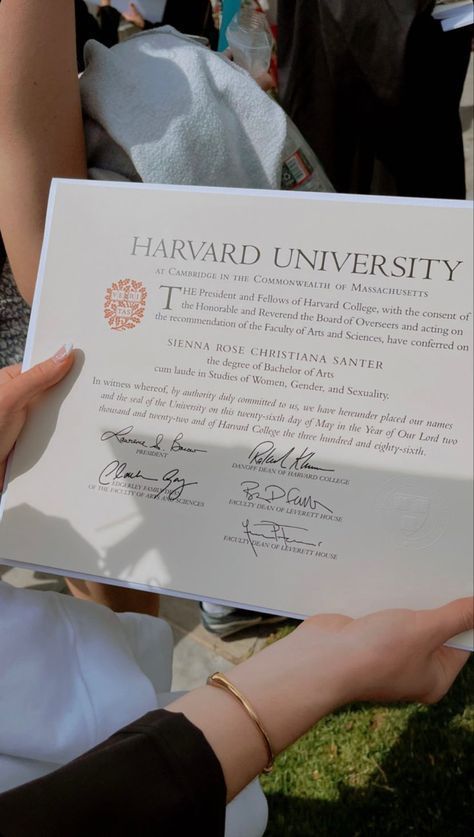 HARVARD UNIVERSITY
AT CAMBRIDGE IN THE COMMONWEALTH OF MASSACHUSETTS
THE President and Fellows of Harvard College, with the consent of
the Honorable and Reverend the Board of Overseers and acting on
the recommendation of the Faculty of Arts and Sciences, have conferred on
SIENNA ROSE CHRISTIANA SANTER
the degree of Bachelor of Arts
cum laude in Studies of Women, Gender, and Sexuality.
In witness whereof, by authority duly committed to us, we have hereunder placed our names
and the seal of the University on this twenty-sixth day of May in the Year of Our Lord two
thousand and twenty-two and of Harvard College the three hundred and eighty-sixth.
VERI
TAS
PRESIDENT
DANOFF DEAN OF HARVARD COLLEGE
EDGERLEY FAMILY
OF THE FACULTY OF ARTS AND SCIENCES
FACULTY DEAN OF LEVERETT HOUSE
FACULTY DEAN OF LEVERETT HOUSE